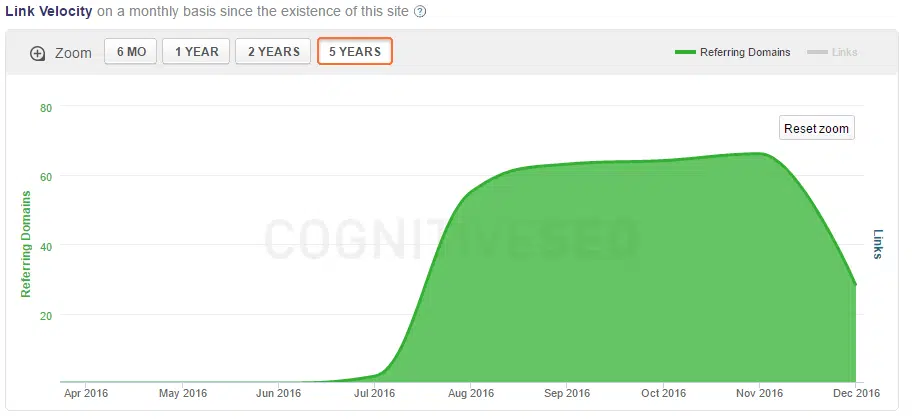 Link Velocity on a monthly basis since the existence of this site ?
Zoom 6 MO 1 YEAR 2 YEARS 5 YEARS Referring Domains Links
80
Reset zoom
60
40
20
Referring Domains
COGNITIVESEO
Links
Apr 2016 May 2016 Jun 2016 Jul 2016 Aug 2016 Sep 2016 Oct 2016 Nov 2016 Dec 2016